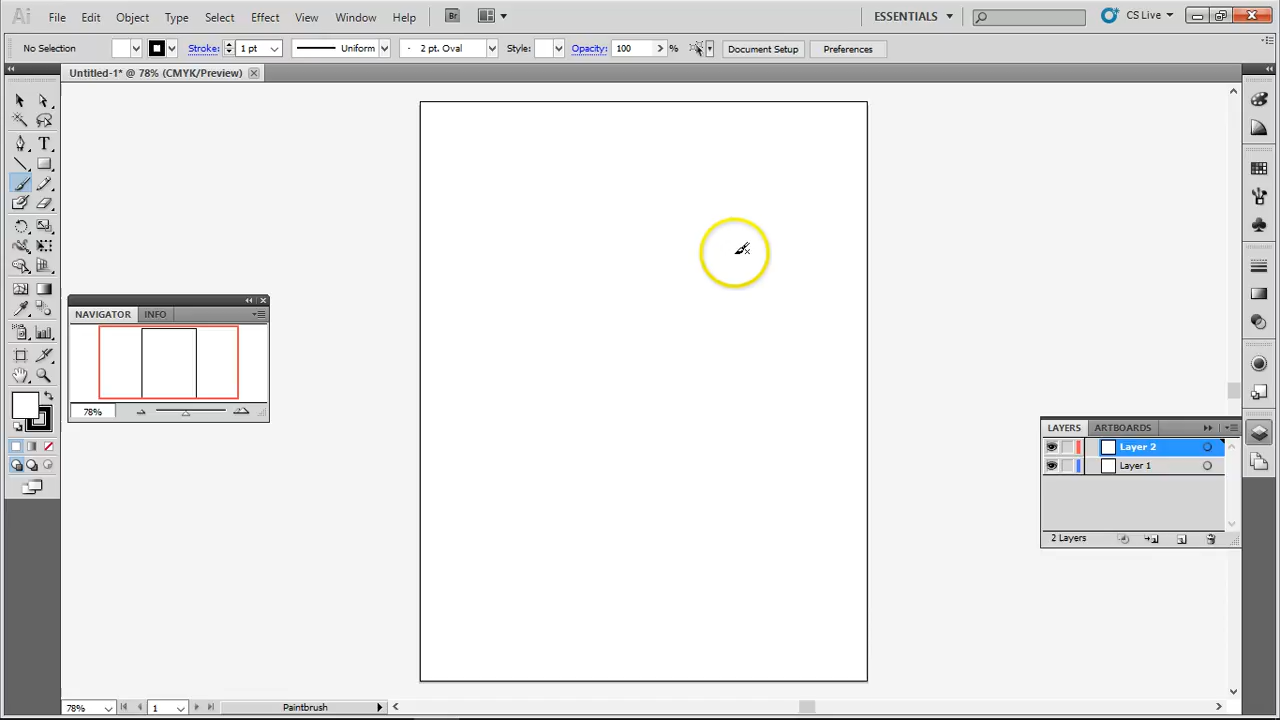 Ai File Edit Object Type Select Effect View Window Help Br ESSENTIALS CS Live
No Selection Stroke: 1 pt Uniform 2 pt. Oval Style: Opacity: 100 % Document Setup Preferences
Untitled-1* @ 78% (CMYK/Preview)
T
NAVIGATOR INFO
78%
LAYERS ARTBOARDS
Layer 2
Layer 1
2 Layers
78% 1 Paintbrush